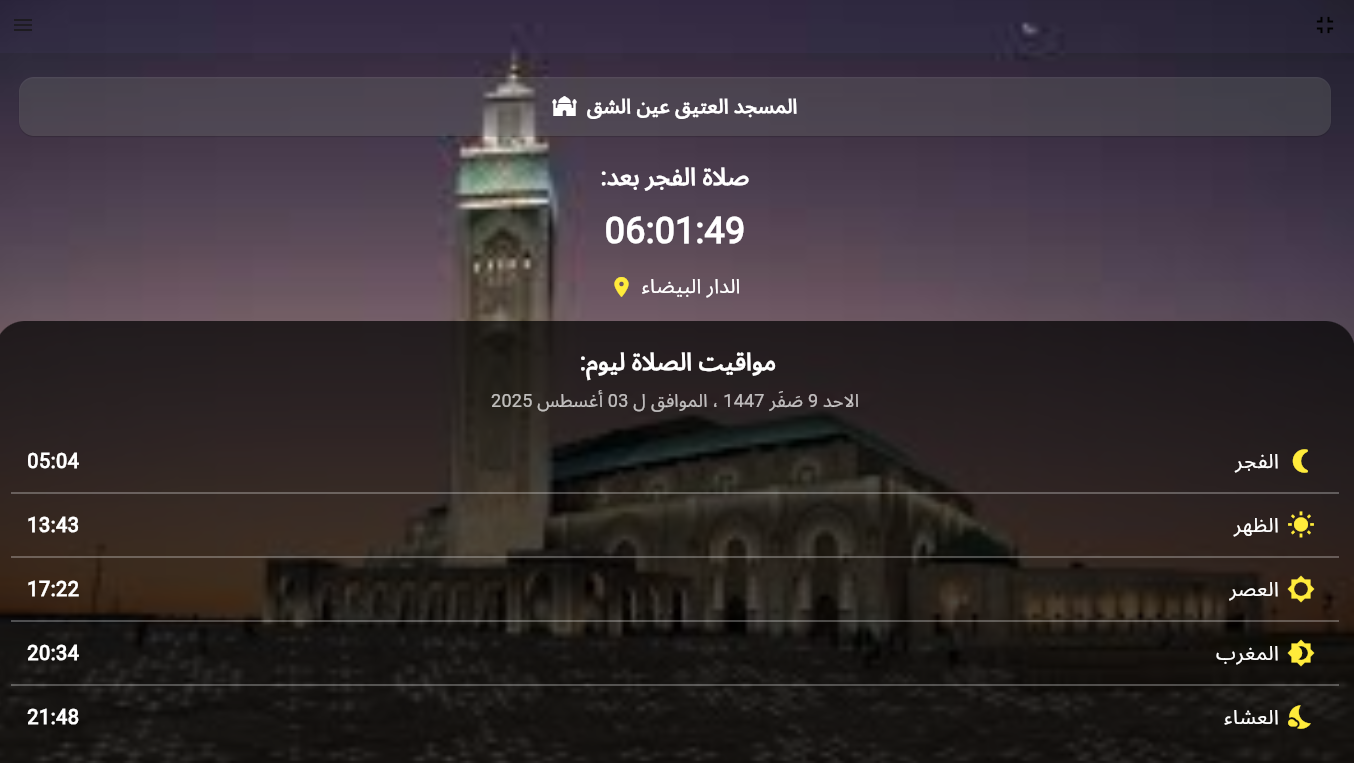 المسجد العتيق عين الشق
صلاة الفجر بعد:
06:01:49
الدار البيضاء
مواقيت الصلاة ليوم:
الاحد 9 صَفَر 1447 ، الموافق ل 03 أغسطس 2025
الفجر 05:04
الظهر 13:43
العصر 17:22
المغرب 20:34
العشاء 21:48